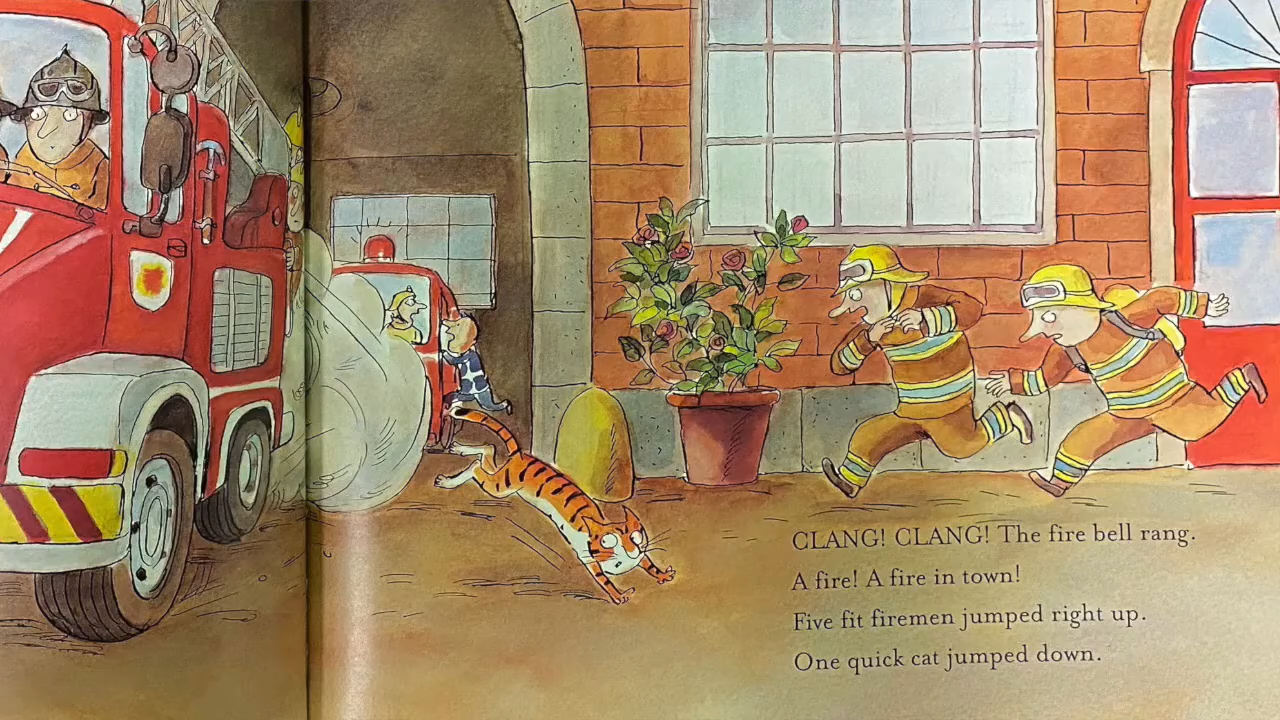 CLANG! CLANG! The fire bell rang.
A fire! A fire in town!
Five fit firemen jumped right up.
One quick cat jumped down.